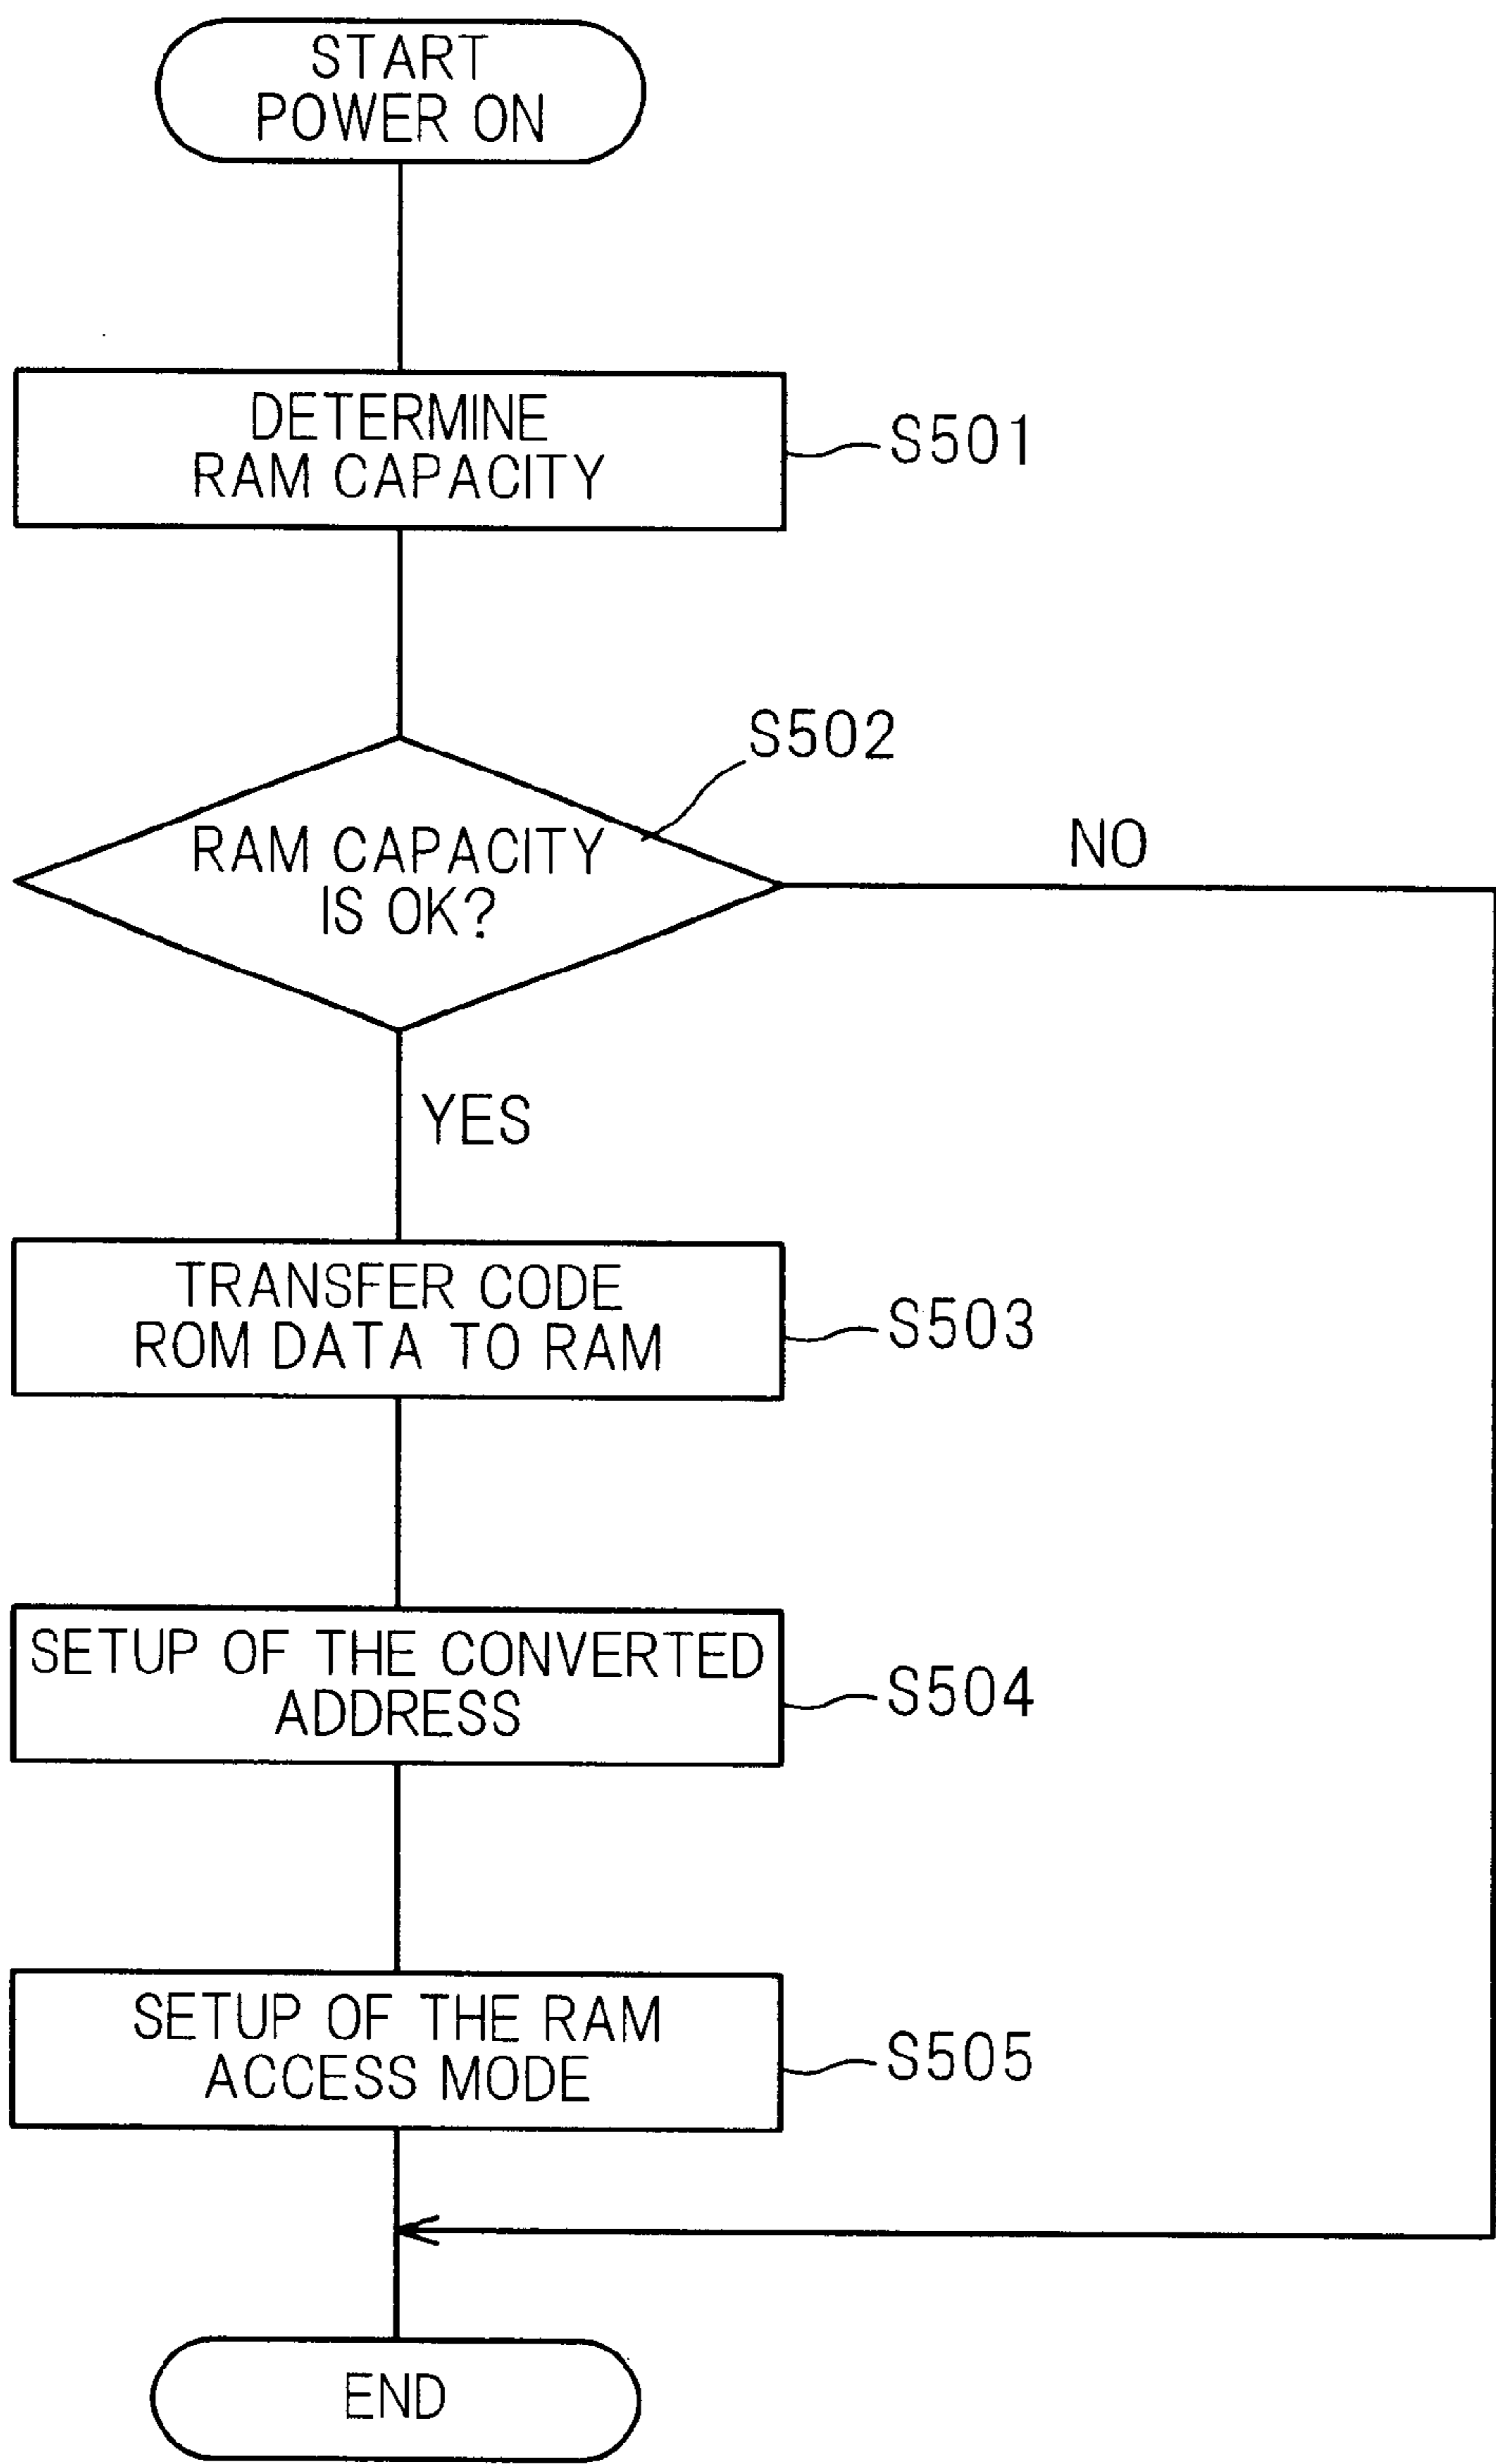 START
POWER ON
DETERMINE
RAM CAPACITY
S501
S502
RAM CAPACITY
IS OK?
NO
YES
TRANSFER CODE
ROM DATA TO RAM
S503
SETUP OF THE CONVERTED
ADDRESS
S504
SETUP OF THE RAM
ACCESS MODE
S505
END